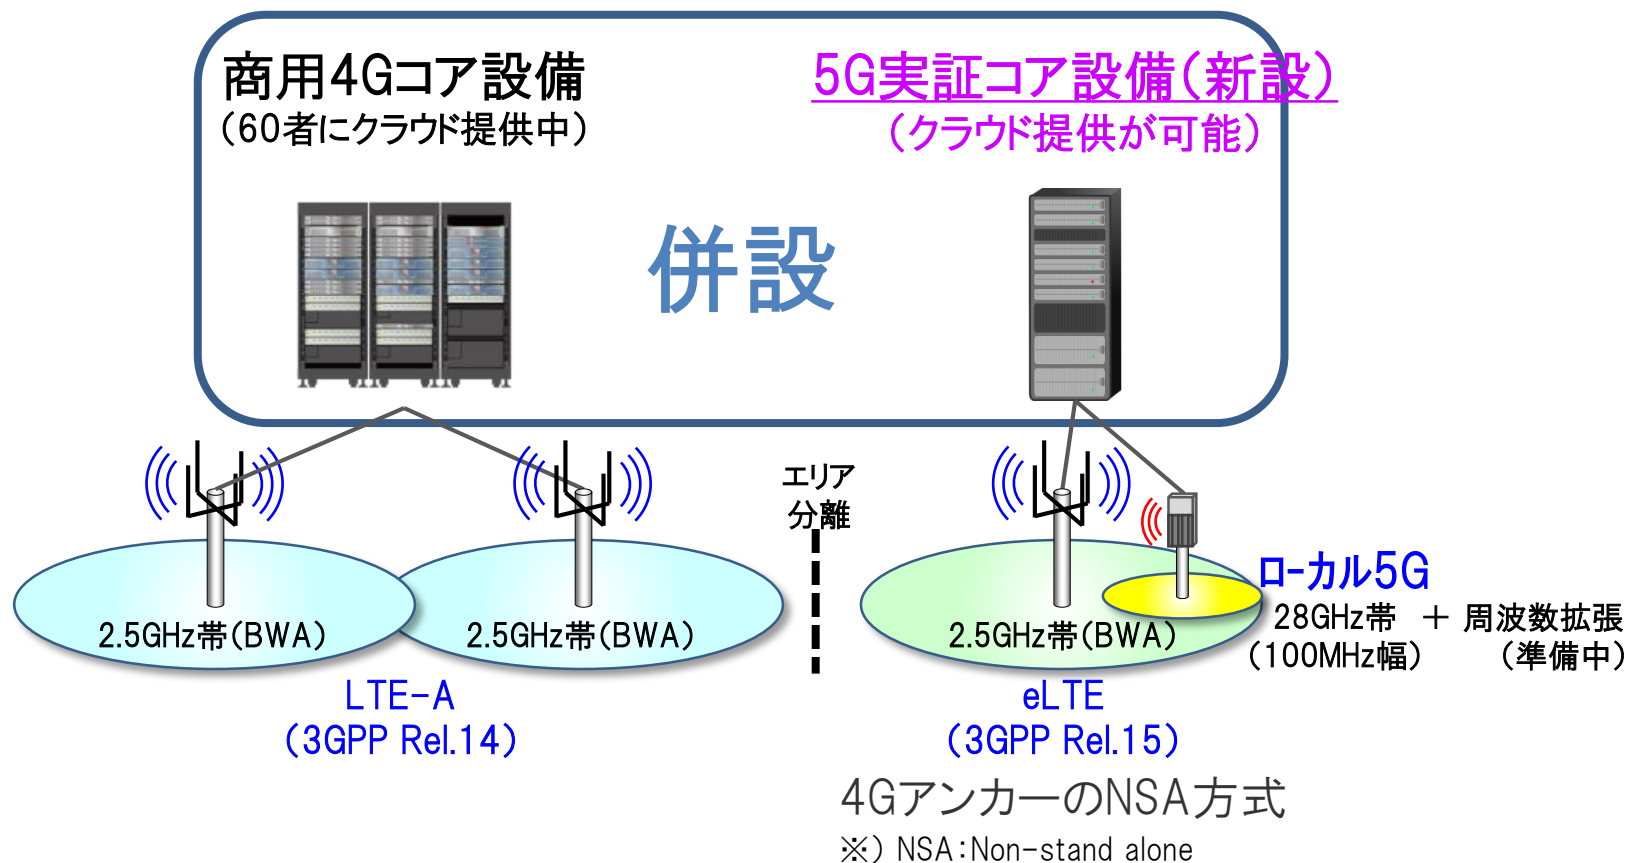 商用4Gコア設備
（60者にクラウド提供中）
5G実証コア設備（新設）
（クラウド提供が可能）
併設
エリア
分離
2.5GHz帯（BWA）
2.5GHz帯（BWA）
2.5GHz帯（BWA）
ローカル5G
28GHz帯 ＋ 周波数拡張
（100MHz幅） （準備中）
LTE-A
（3GPP Rel.14）
eLTE
（3GPP Rel.15）
4GアンカーのNSA方式
※）NSA：Non-stand alone